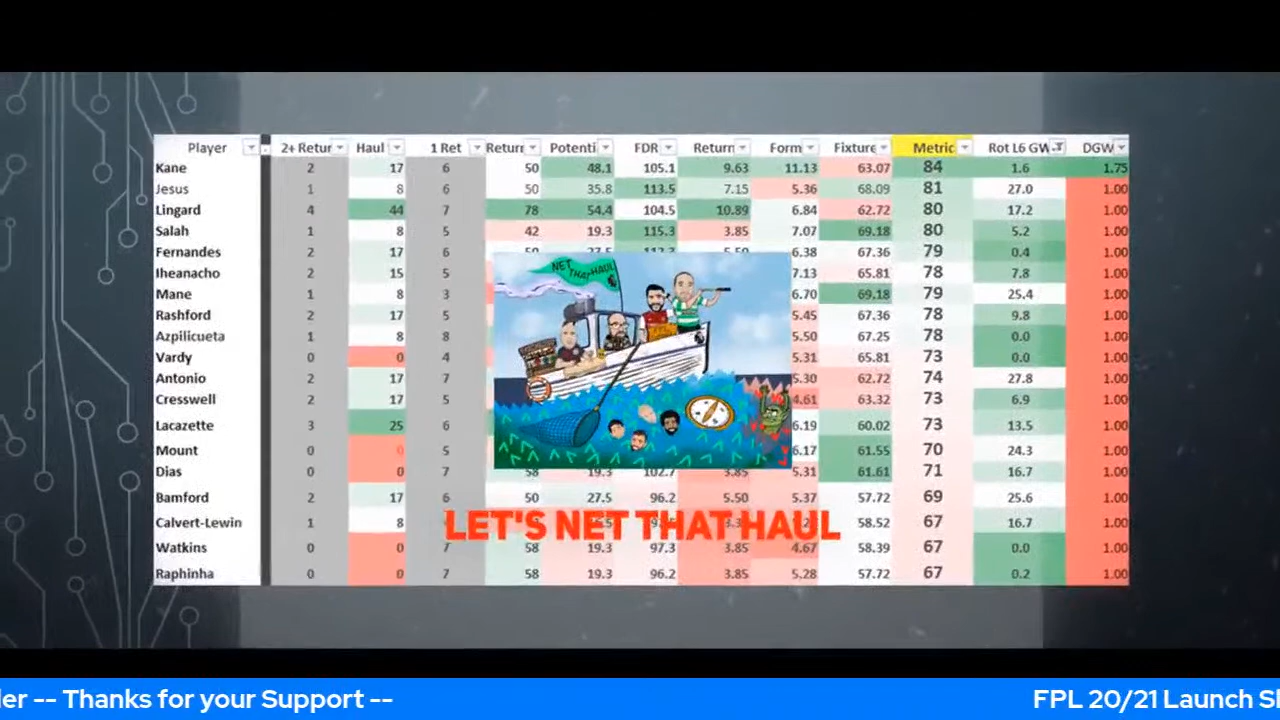 Player 2+ Retur Haul 1 Ret Return Potenti FDR Return Form Fixture Metric Rot L6 GW DGW
Kane 2 17 6 50 48.1 105.1 9.63 11.13 63.07 84 1.6 1.75
Jesus 1 8 6 50 35.8 113.5 7.15 5.36 68.09 81 27.0 1.00
Lingard 4 44 7 78 54.4 104.5 10.89 6.84 62.72 80 17.2 1.00
Salah 1 8 5 42 19.3 115.3 3.85 7.07 69.18 80 5.2 1.00
Fernandes 2 17 6 6.38 67.36 79 0.4 1.00
Iheanacho 2 15 5 7.13 65.81 78 7.8 1.00
Mane 1 8 3 6.70 69.18 79 25.4 1.00
Rashford 2 17 5 5.45 67.36 78 9.8 1.00
Azpilicueta 1 8 8 5.50 67.25 78 0.0 1.00
Vardy 0 0 4 5.31 65.81 73 0.0 1.00
Antonio 2 17 7 5.30 62.72 74 27.8 1.00
Cresswell 2 17 5 4.61 63.32 73 6.9 1.00
Lacazette 3 25 6 6.19 60.02 73 13.5 1.00
Mount 0 0 5 6.17 61.55 70 24.3 1.00
Dias 0 0 7 58 19.3 102.7 3.85 5.31 61.61 71 16.7 1.00
Bamford 2 17 6 50 27.5 96.2 5.50 5.37 57.72 69 25.6 1.00
Calvert-Lewin 1 8 58.52 67 16.7 1.00
Watkins 0 0 7 58 19.3 97.3 3.85 4.67 58.39 67 0.0 1.00
Raphinha 0 0 7 58 19.3 96.2 3.85 5.28 57.72 67 0.2 1.00
NET THAT HAUL
LET'S NET THAT HAUL
ler -- Thanks for your Support -- FPL 20/21 Launch